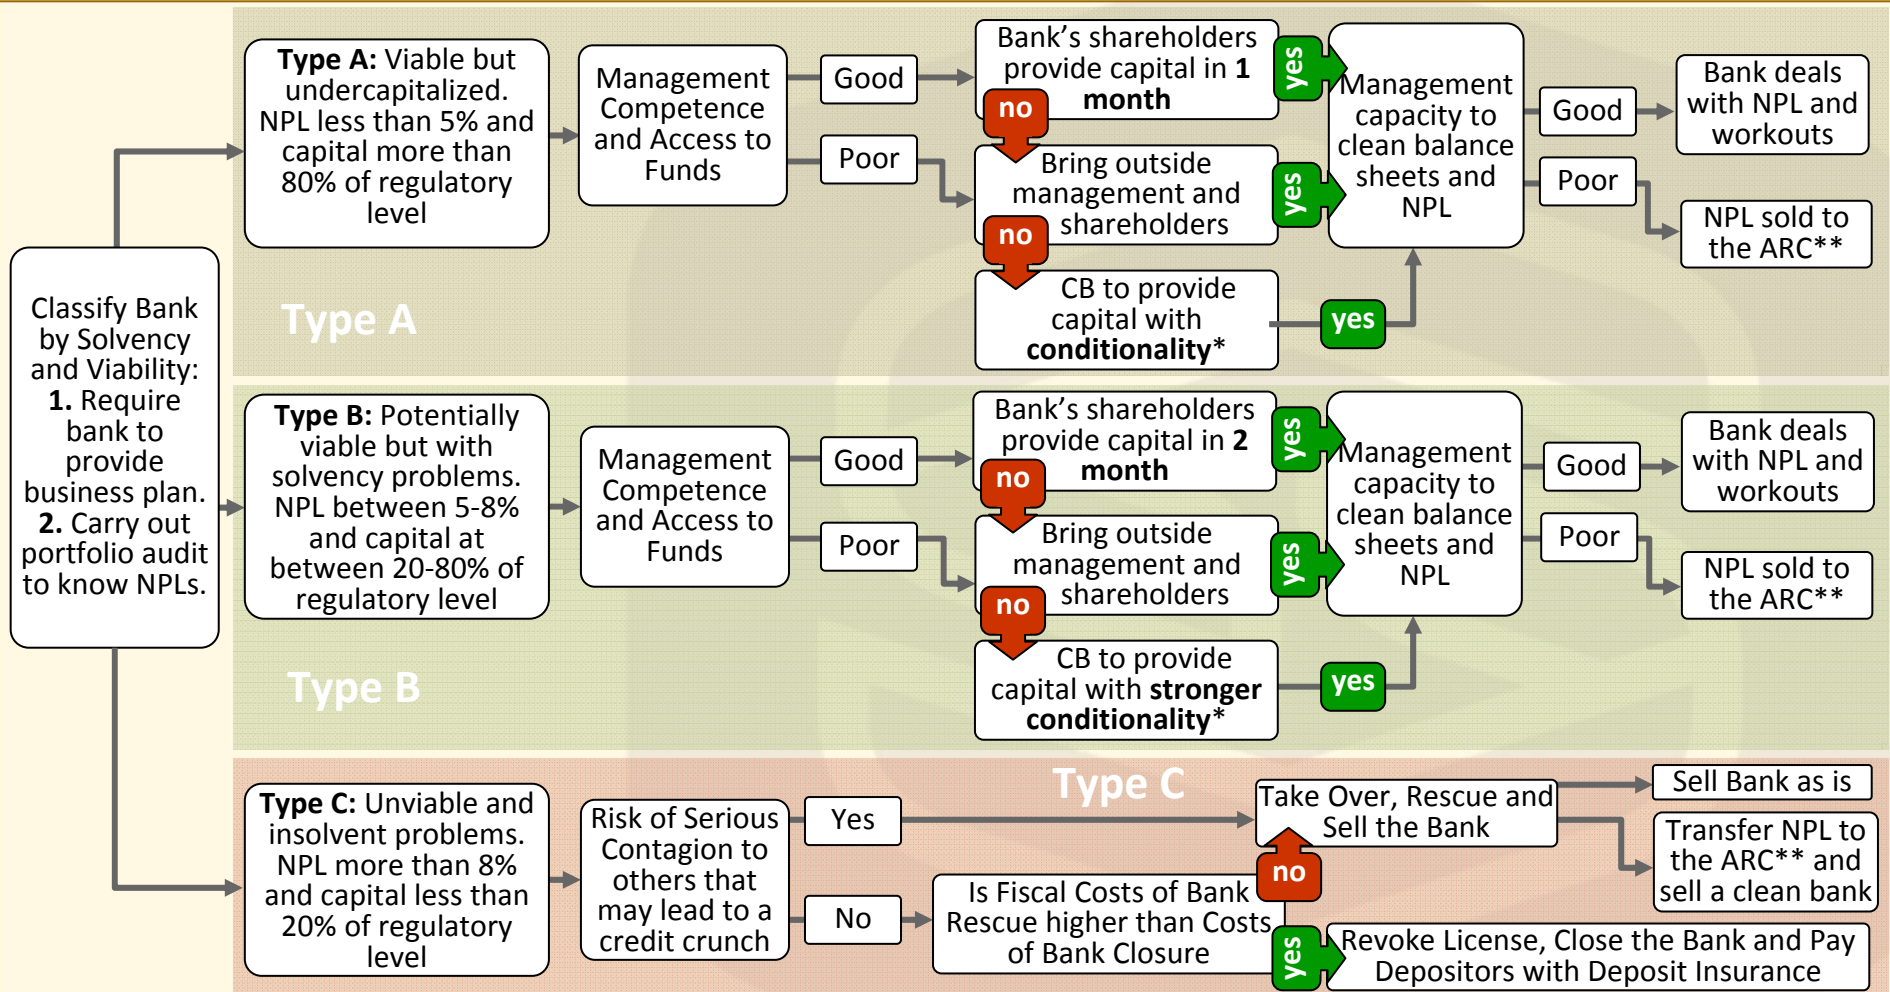 Classify Bank
by Solvency
and Viability:
1. Require
bank to
provide
business plan.
2. Carry out
portfolio audit
to know NPLs.
Type A: Viable but
undercapitalized.
NPL less than 5% and
capital more than
80% of regulatory
level
Management
Competence
and Access to
Funds
Good
Poor
Bank's shareholders
provide capital in 1
month
yes
no
Bring outside
management and
shareholders
yes
no
CB to provide
capital with
conditionality*
yes
Management
capacity to
clean balance
sheets and
NPL
Good
Poor
Bank deals
with NPL and
workouts
NPL sold to
the ARC**
Type A
Type B: Potentially
viable but with
solvency problems.
NPL between 5-8%
and capital at
between 20-80% of
regulatory level
Management
Competence
and Access to
Funds
Good
Poor
Bank's shareholders
provide capital in 2
month
yes
no
Bring outside
management and
shareholders
yes
no
CB to provide
capital with stronger
conditionality*
yes
Management
capacity to
clean balance
sheets and
NPL
Good
Poor
Bank deals
with NPL and
workouts
NPL sold to
the ARC**
Type B
Type C
Type C: Unviable and
insolvent problems.
NPL more than 8%
and capital less than
20% of regulatory
level
Risk of Serious
Contagion to
others that
may lead to a
credit crunch
Yes
No
Is Fiscal Costs of Bank
Rescue higher than Costs
of Bank Closure
no
yes
Take Over, Rescue and
Sell the Bank
Sell Bank as is
Transfer NPL to
the ARC** and
sell a clean bank
Revoke License, Close the Bank and Pay
Depositors with Deposit Insurance